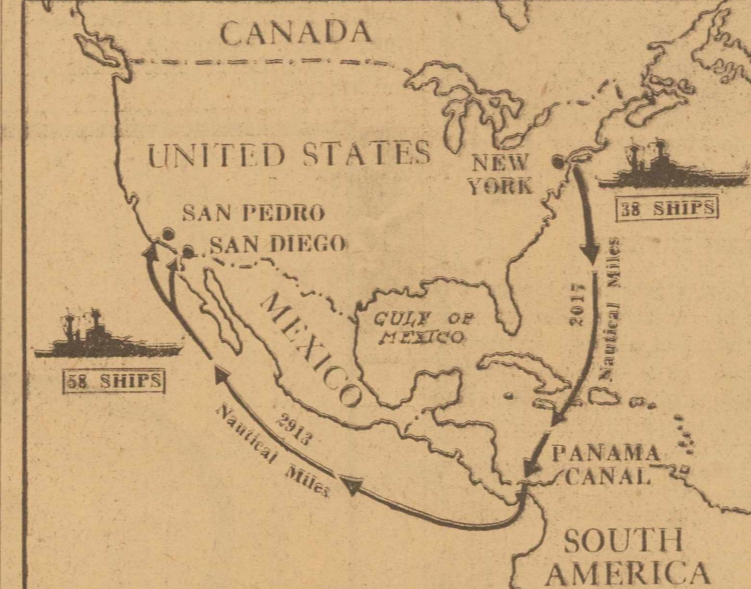 CANADA
UNITED STATES
NEW
YORK
38 SHIPS
SAN PEDRO
SAN DIEGO
2017
Nautical Miles
MEXICO
GULF OF
MEXICO
58 SHIPS
2913
Nautical Miles
PANAMA
CANAL
SOUTH
AMERICA